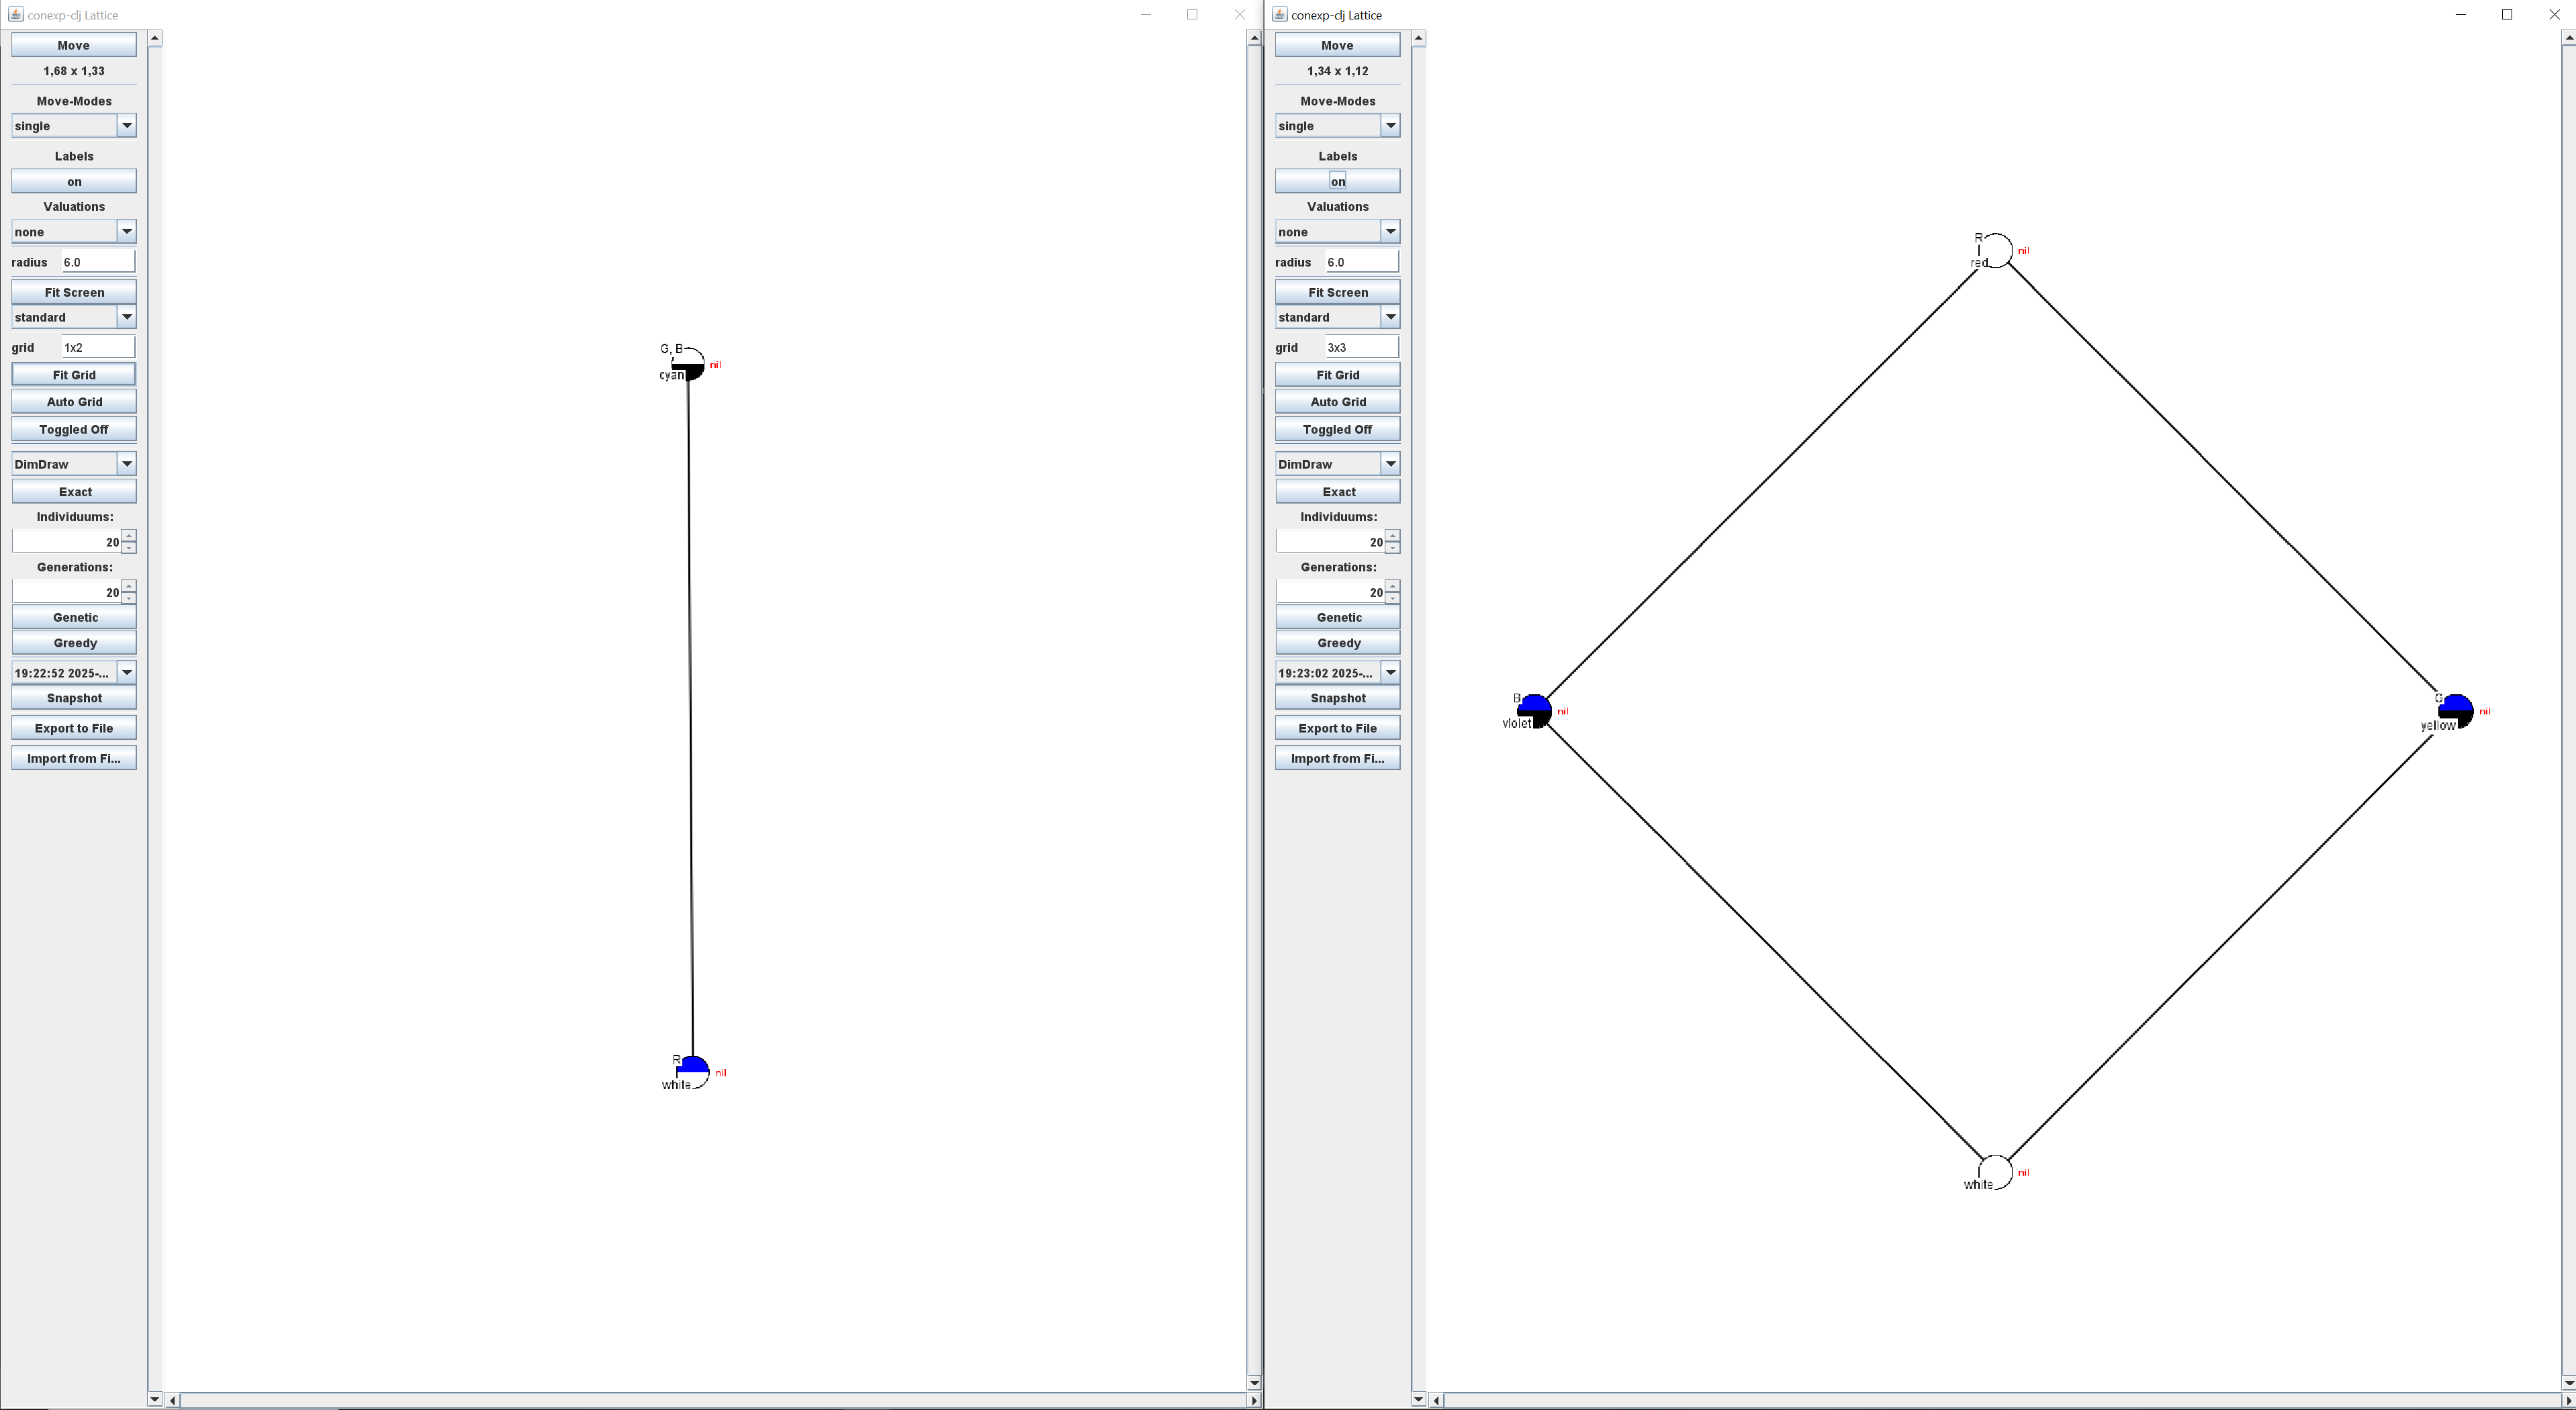 conexp-clj Lattice
Move
1,68 x 1,33
Move-Modes
single
Labels
on
Valuations
none
radius 6.0
Fit Screen
standard
grid 1x2
Fit Grid
Auto Grid
Toggled Off
DimDraw
Exact
Individuums:
20
Generations:
20
Genetic
Greedy
19:22:52 2025-...
Snapshot
Export to File
Import from Fi...
G, B
nil
cyan
R
nil
white
conexp-clj Lattice
Move
1,34 x 1,12
Move-Modes
single
Labels
on
Valuations
none
radius 6.0
Fit Screen
standard
grid 3x3
Fit Grid
Auto Grid
Toggled Off
DimDraw
Exact
Individuums:
20
Generations:
20
Genetic
Greedy
19:23:02 2025-...
Snapshot
Export to File
Import from Fi...
R
nil
red
B
nil
violet
G
nil
yellow
nil
white